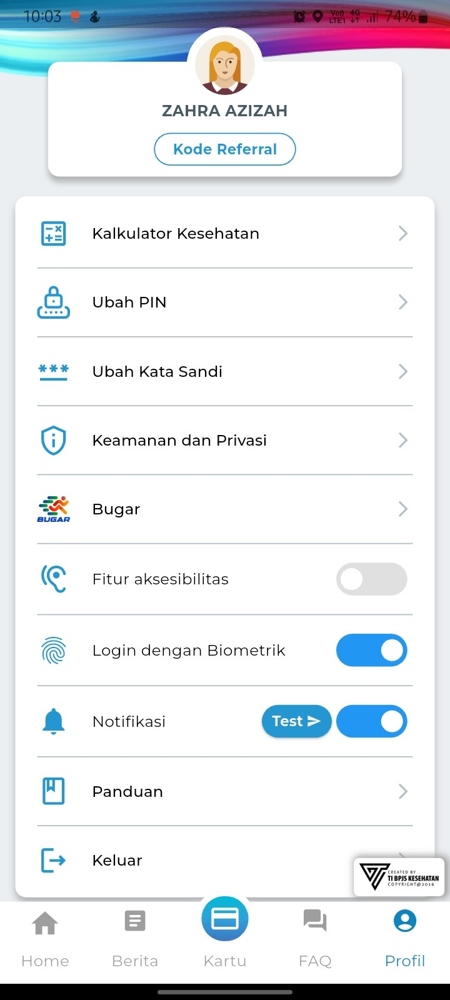 10:03
Vo))
LTE1
4G
74%
ZAHRA AZIZAH
Kode Referral
Kalkulator Kesehatan
Ubah PIN
Ubah Kata Sandi
Keamanan dan Privasi
BUGAR
Bugar
Fitur aksesibilitas
Login dengan Biometrik
Notifikasi
Test
Panduan
Keluar
CREATED BY
TI BPJS KESEHATAN
COPYRIGHT@2016
Home
Berita
Kartu
FAQ
Profil